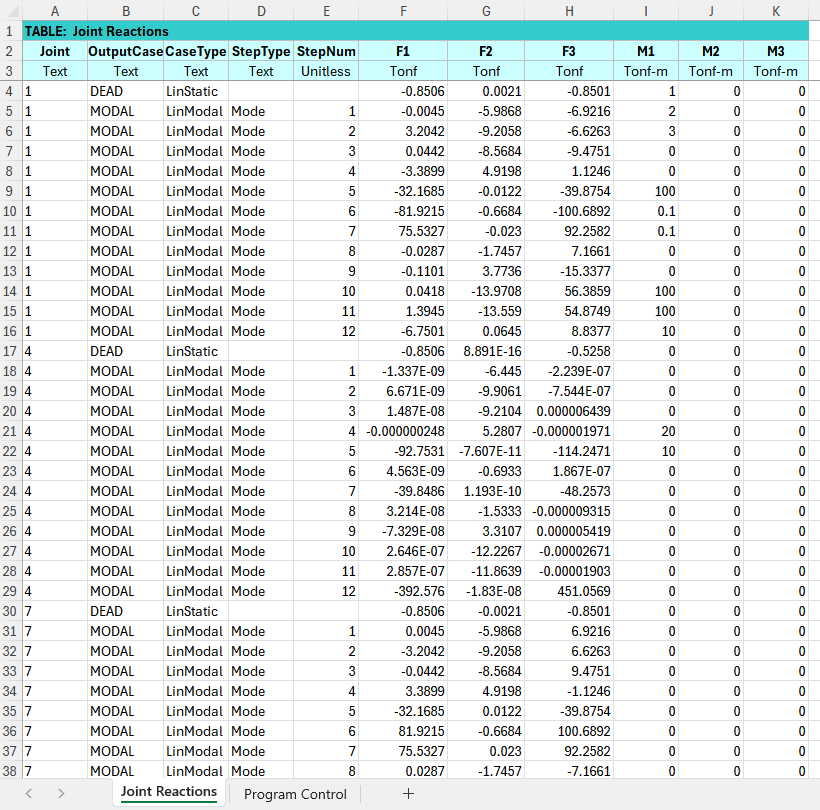 A B C D E F G H I J K
1 TABLE: Joint Reactions
2 Joint OutputCase CaseType StepType StepNum F1 F2 F3 M1 M2 M3
3 Text Text Text Text Unitless Tonf Tonf Tonf Tonf-m Tonf-m Tonf-m
4 1 DEAD LinStatic -0.8506 0.0021 -0.8501 1 0 0
5 1 MODAL LinModal Mode 1 -0.0045 -5.9868 -6.9216 2 0 0
6 1 MODAL LinModal Mode 2 3.2042 -9.2058 -6.6263 3 0 0
7 1 MODAL LinModal Mode 3 0.0442 -8.5684 -9.4751 0 0 0
8 1 MODAL LinModal Mode 4 -3.3899 4.9198 1.1246 0 0 0
9 1 MODAL LinModal Mode 5 -32.1685 -0.0122 -39.8754 100 0 0
10 1 MODAL LinModal Mode 6 -81.9215 -0.6684 -100.6892 0.1 0 0
11 1 MODAL LinModal Mode 7 75.5327 -0.023 92.2582 0.1 0 0
12 1 MODAL LinModal Mode 8 -0.0287 -1.7457 7.1661 0 0 0
13 1 MODAL LinModal Mode 9 -0.1101 3.7736 -15.3377 0 0 0
14 1 MODAL LinModal Mode 10 0.0418 -13.9708 56.3859 100 0 0
15 1 MODAL LinModal Mode 11 1.3945 -13.559 54.8749 100 0 0
16 1 MODAL LinModal Mode 12 -6.7501 0.0645 8.8377 10 0 0
17 4 DEAD LinStatic -0.8506 8.891E-16 -0.5258 0 0 0
18 4 MODAL LinModal Mode 1 -1.337E-09 -6.445 -2.239E-07 0 0 0
19 4 MODAL LinModal Mode 2 6.671E-09 -9.9061 -7.544E-07 0 0 0
20 4 MODAL LinModal Mode 3 1.487E-08 -9.2104 0.000006439 0 0 0
21 4 MODAL LinModal Mode 4 -0.000000248 5.2807 -0.000001971 20 0 0
22 4 MODAL LinModal Mode 5 -92.7531 -7.607E-11 -114.2471 10 0 0
23 4 MODAL LinModal Mode 6 4.563E-09 -0.6933 1.867E-07 0 0 0
24 4 MODAL LinModal Mode 7 -39.8486 1.193E-10 -48.2573 0 0 0
25 4 MODAL LinModal Mode 8 3.214E-08 -1.5333 -0.000009315 0 0 0
26 4 MODAL LinModal Mode 9 -7.329E-08 3.3107 0.000005419 0 0 0
27 4 MODAL LinModal Mode 10 2.646E-07 -12.2267 -0.00002671 0 0 0
28 4 MODAL LinModal Mode 11 2.857E-07 -11.8639 -0.00001903 0 0 0
29 4 MODAL LinModal Mode 12 -392.576 -1.83E-08 451.0569 0 0 0
30 7 DEAD LinStatic -0.8506 -0.0021 -0.8501 0 0 0
31 7 MODAL LinModal Mode 1 0.0045 -5.9868 6.9216 0 0 0
32 7 MODAL LinModal Mode 2 -3.2042 -9.2058 6.6263 0 0 0
33 7 MODAL LinModal Mode 3 -0.0442 -8.5684 9.4751 0 0 0
34 7 MODAL LinModal Mode 4 3.3899 4.9198 -1.1246 0 0 0
35 7 MODAL LinModal Mode 5 -32.1685 0.0122 -39.8754 0 0 0
36 7 MODAL LinModal Mode 6 81.9215 -0.6684 100.6892 0 0 0
37 7 MODAL LinModal Mode 7 75.5327 0.023 92.2582 0 0 0
38 7 MODAL LinModal Mode 8 0.0287 -1.7457 -7.1661 0 0 0
Joint Reactions Program Control +